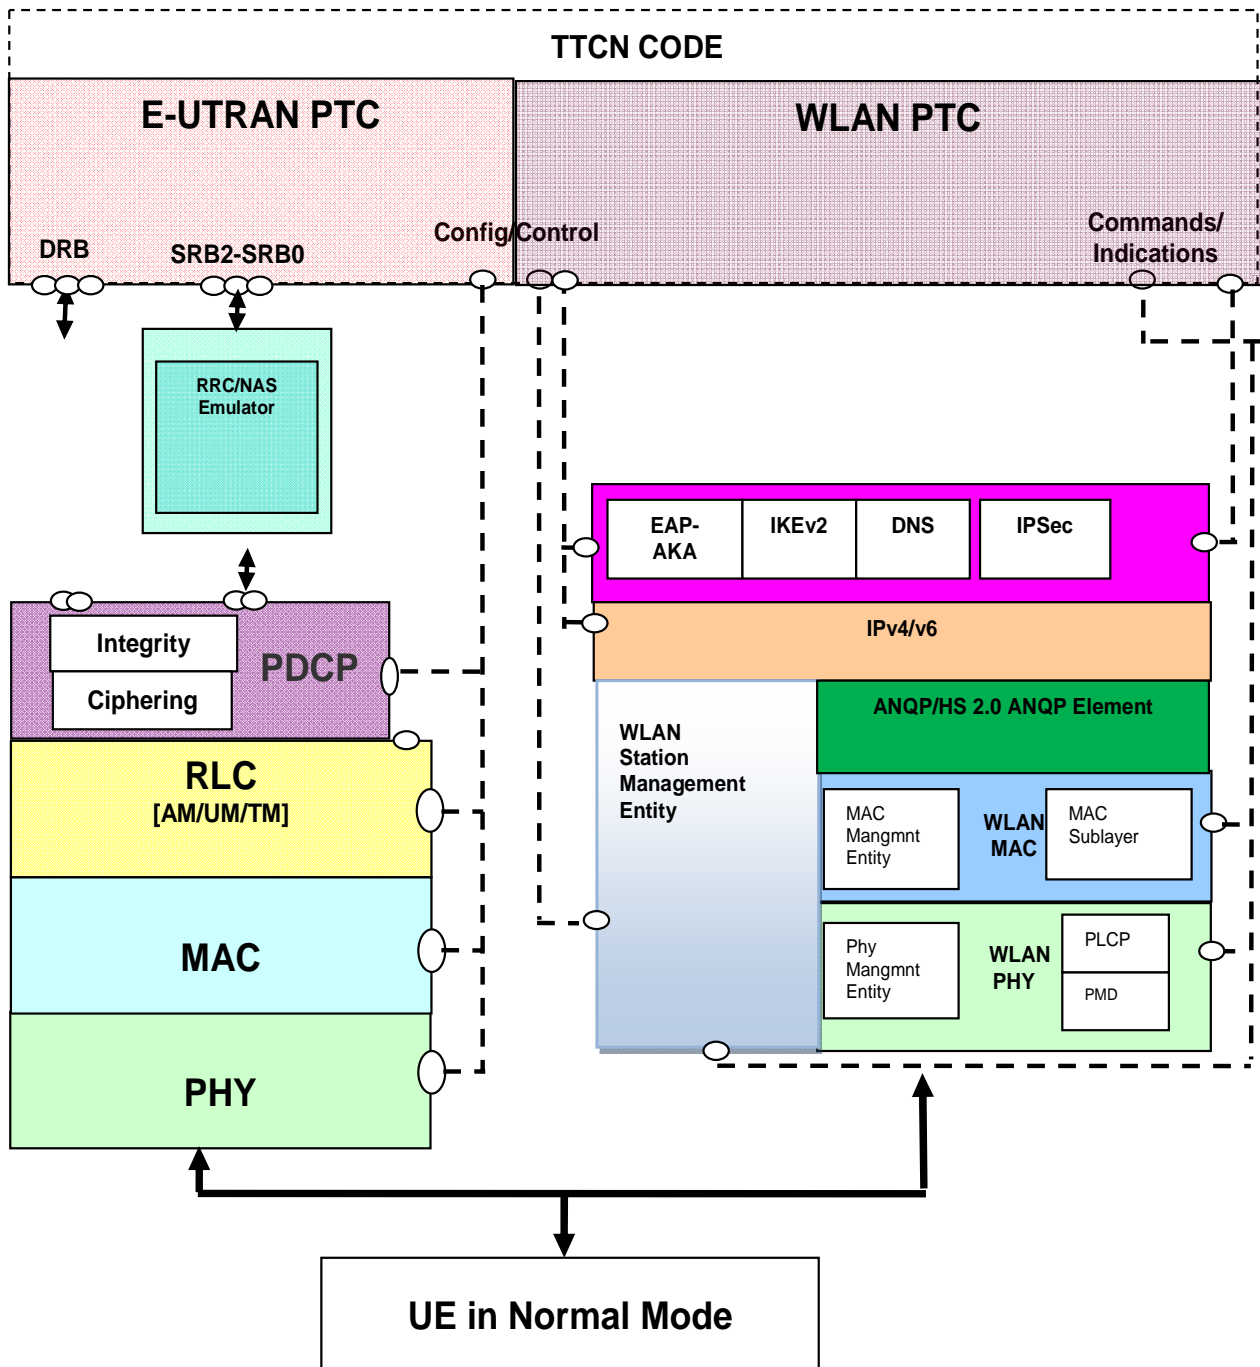 TTCN CODE
E-UTRAN PTC
WLAN PTC
DRB
SRB2-SRB0
Config/Control
Commands/
Indications
RRC/NAS
Emulator
EAP-
AKA
IKEv2
DNS
IPSec
IPv4/v6
Integrity
Ciphering
PDCP
ANQP/HS 2.0 ANQP Element
WLAN
Station
Management
Entity
RLC
[AM/UM/TM]
MAC
Mangmnt
Entity
WLAN
MAC
MAC
Sublayer
MAC
Phy
Mangmnt
Entity
WLAN
PHY
PLCP
PMD
PHY
UE in Normal Mode